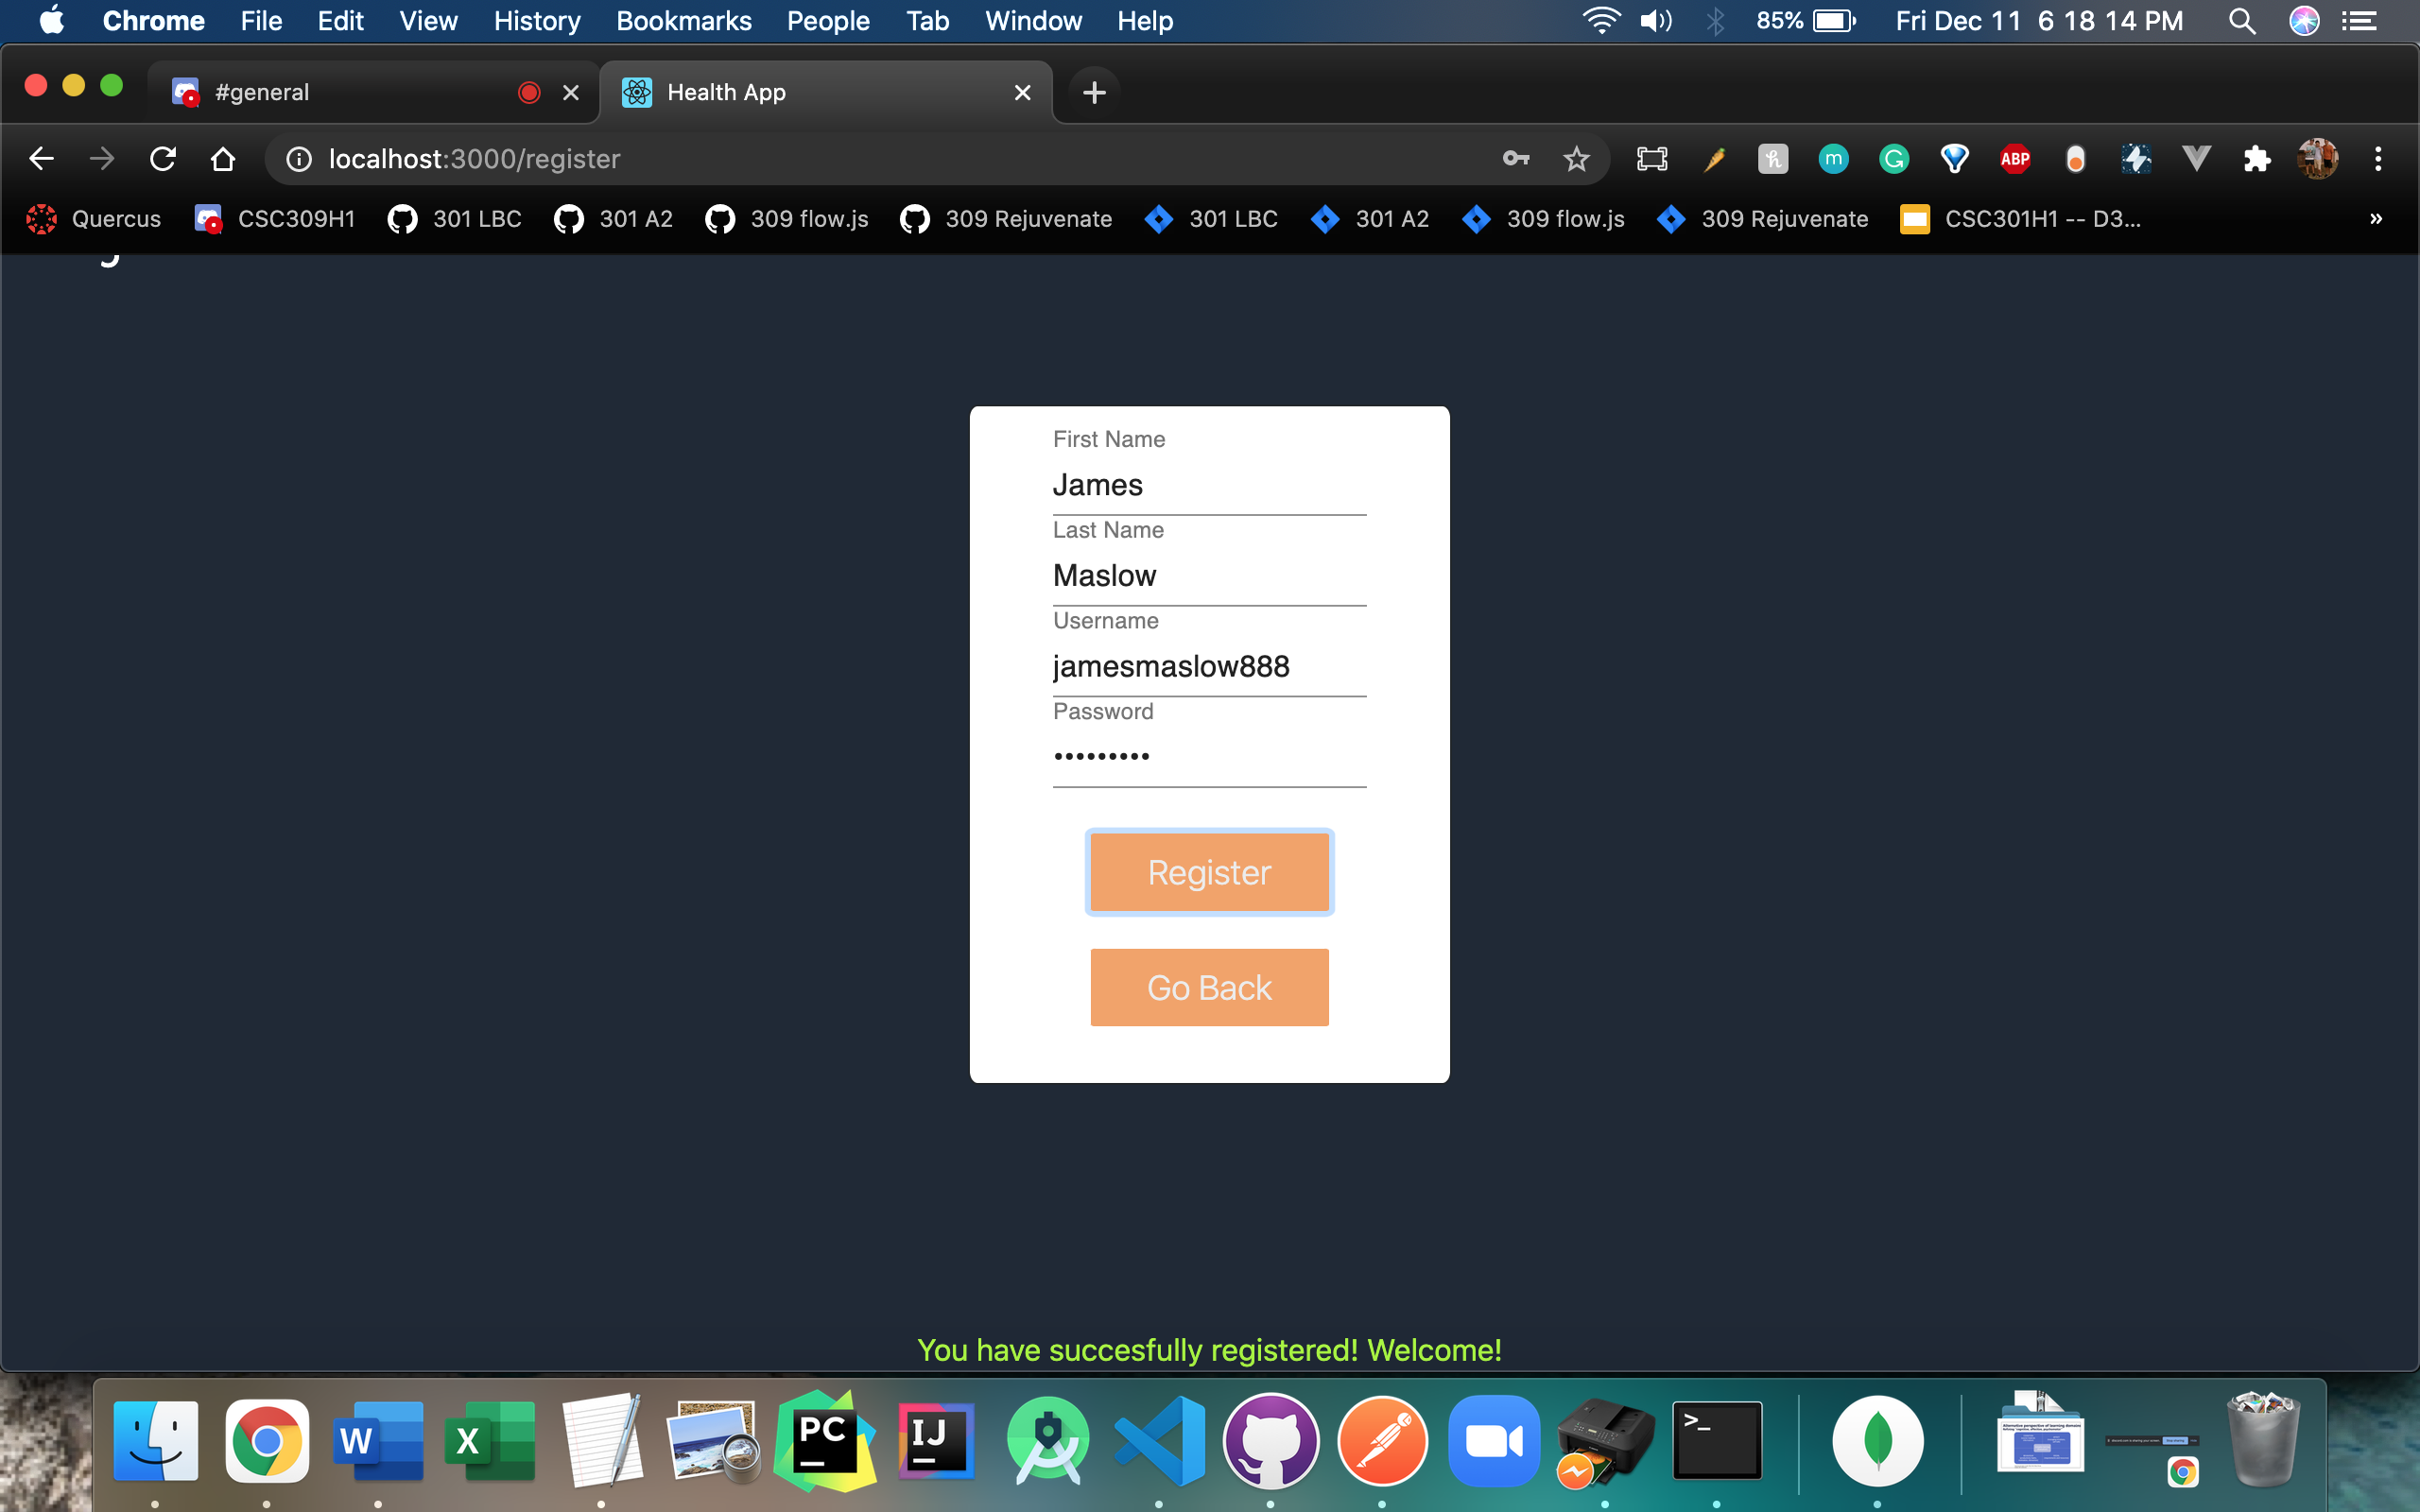 Chrome File Edit View History Bookmarks People Tab Window Help 85% Fri Dec 11 6 18 14 PM
#general Health App
localhost:3000/register ABP
Quercus CSC309H1 301 LBC 301 A2 309 flow.js 309 Rejuvenate 301 LBC 301 A2 309 flow.js 309 Rejuvenate CSC301H1 -- D3... »
First Name
James
Last Name
Maslow
Username
jamesmaslow888
Password
•••••••••
Register
Go Back
You have succesfully registered! Welcome!
W X PC IJ >_